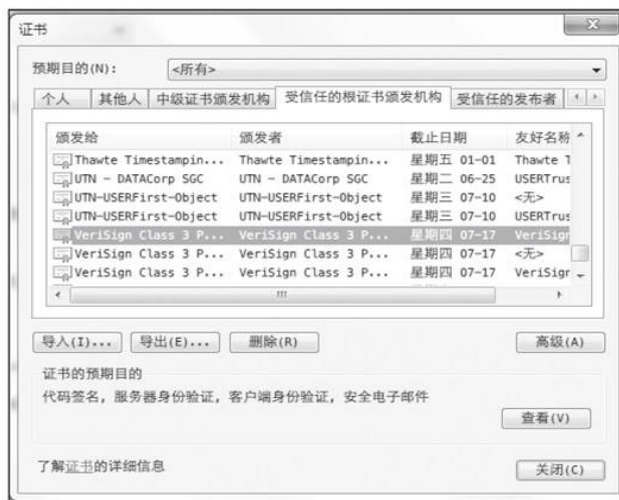 证书
预期目的(N): <所有>
个人 其他人 中级证书颁发机构 受信任的根证书颁发机构 受信任的发布者
颁发给 颁发者 截止日期 友好名称
Thawte Timestampin... Thawte Timestampin... 星期五 01-01 Thawte T
UTN - DATACorp SGC UTN - DATACorp SGC 星期二 06-25 USERTrus
UTN-USERFirst-Object UTN-USERFirst-Object 星期三 07-10 <无>
UTN-USERFirst-Object UTN-USERFirst-Object 星期三 07-10 USERTrus
VeriSign Class 3 P... VeriSign Class 3 P... 星期四 07-17 VeriSign
VeriSign Class 3 P... VeriSign Class 3 P... 星期四 07-17 <无>
VeriSign Class 3 P... VeriSign Class 3 P... 星期四 07-17 VeriSign
导入(I)... 导出(E)... 删除(R) 高级(A)
证书的预期目的
代码签名, 服务器身份验证, 客户端身份验证, 安全电子邮件
查看(V)
了解证书的详细信息
关闭(C)